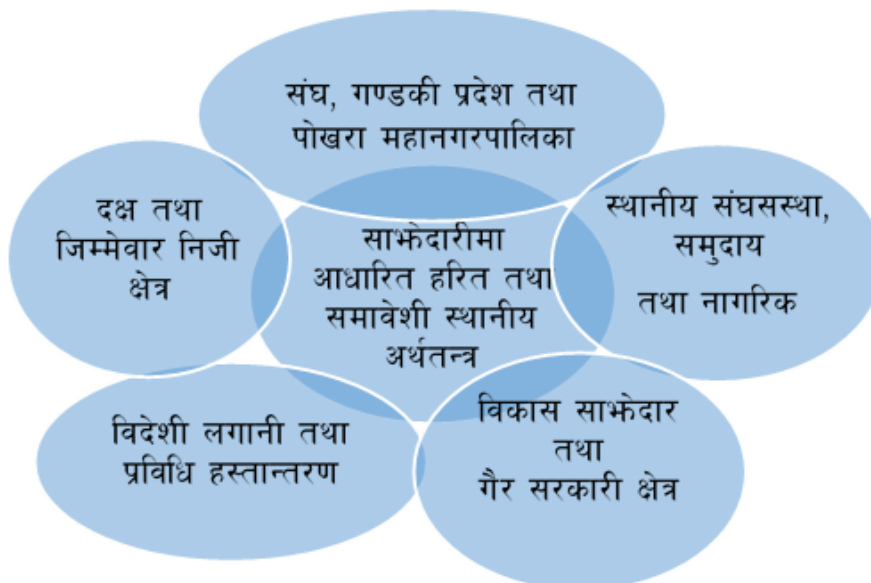 संघ, गण्डकी प्रदेश तथा
पोखरा महानगरपालिका
दक्ष तथा
जिम्मेवार निजी
क्षेत्र
साझेदारीमा
आधारित हरित तथा
समावेशी स्थानीय
अर्थतन्त्र
स्थानीय संघसस्था,
समुदाय
तथा नागरिक
विदेशी लगानी तथा
प्रविधि हस्तान्तरण
विकास साझेदार
तथा
गैर सरकारी क्षेत्र